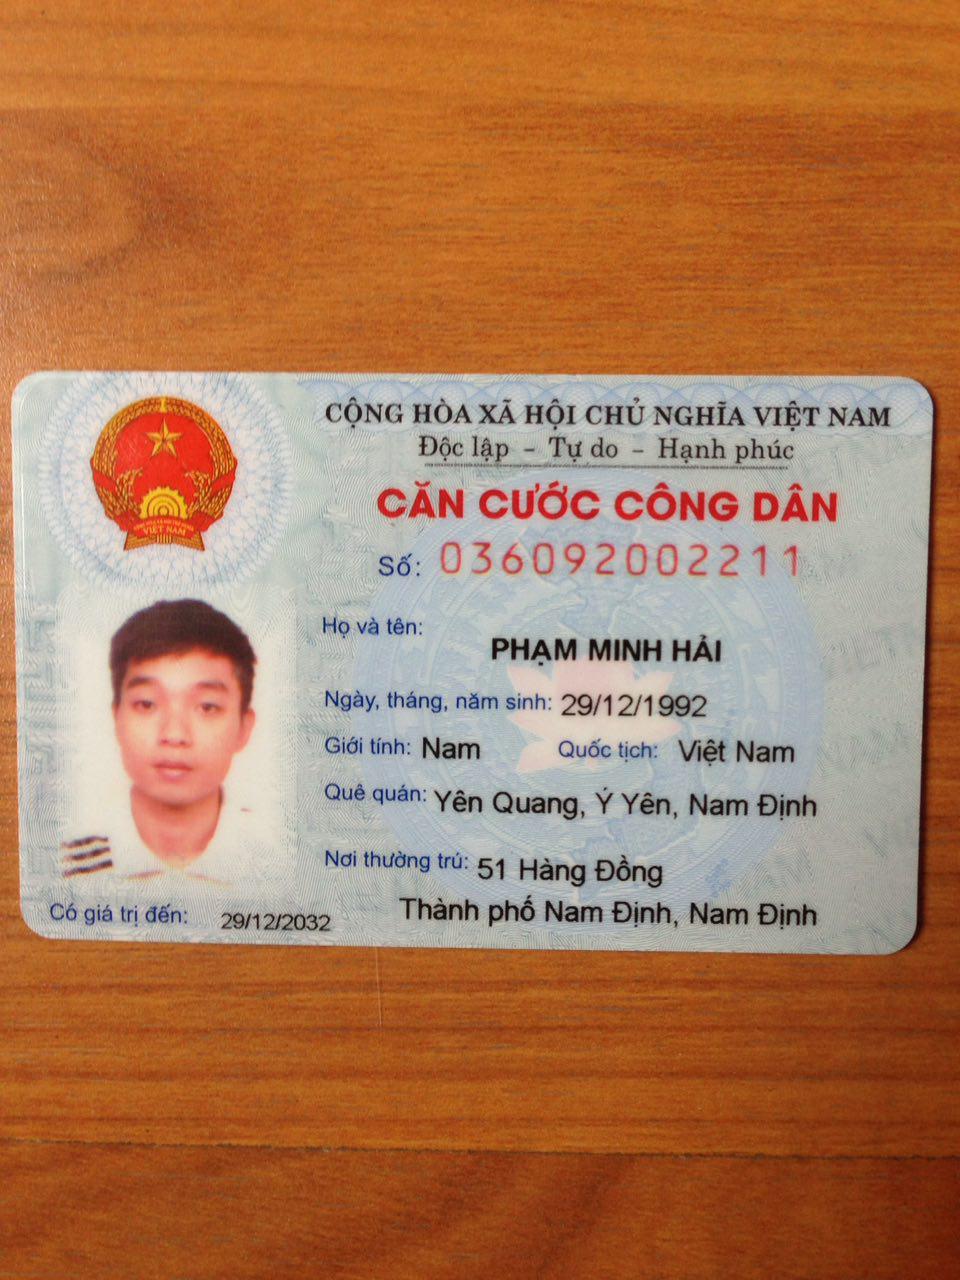 CỘNG HÒA XÃ HỘI CHỦ NGHĨA VIỆT NAM
Độc lập - Tự do - Hạnh phúc
CĂN CƯỚC CÔNG DÂN
Số: 036092002211
Họ và tên:
PHẠM MINH HẢI
Ngày, tháng, năm sinh: 29/12/1992
Giới tính: Nam Quốc tịch: Việt Nam
Quê quán: Yên Quang, Ý Yên, Nam Định
Nơi thường trú: 51 Hàng Đồng
Thành phố Nam Định, Nam Định
Có giá trị đến: 29/12/2032
VIỆT NAM